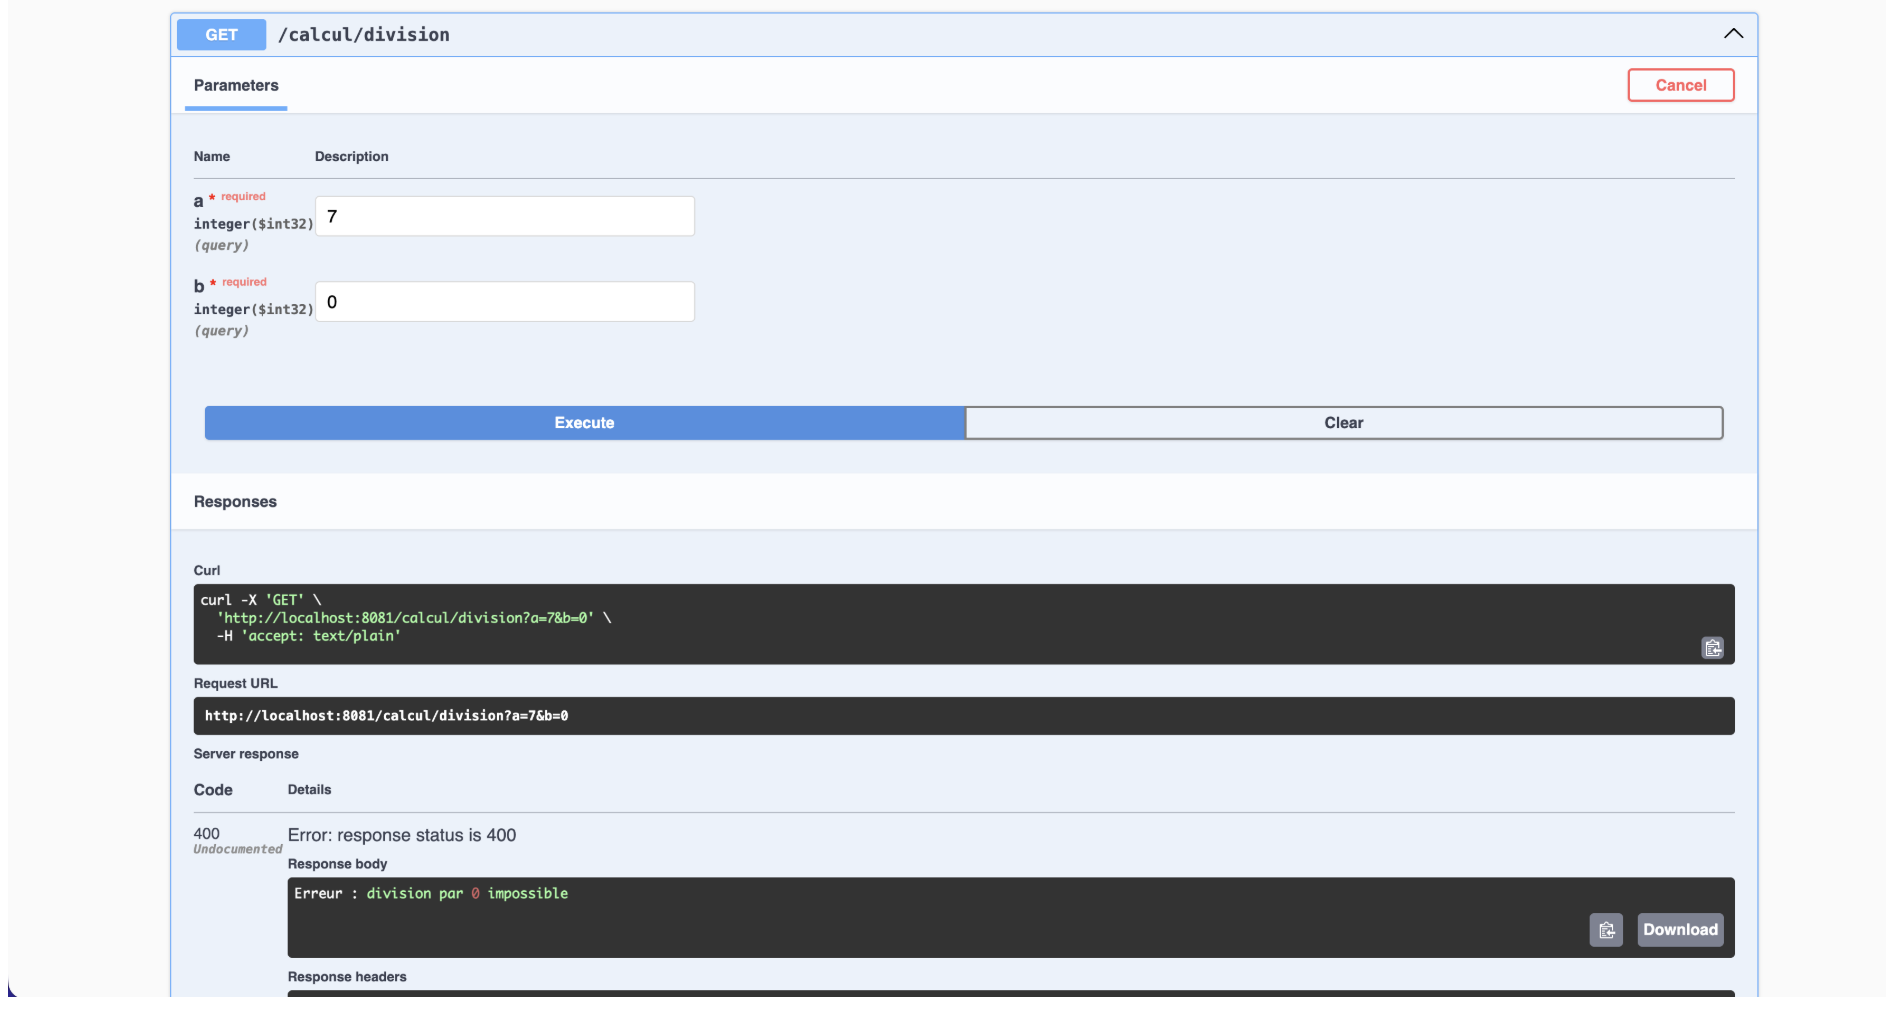 GET /calcul/division
Parameters
Cancel
Name Description
a * required
integer($int32)
(query)
7
b * required
integer($int32)
(query)
0
Execute
Clear
Responses
Curl
curl -X 'GET' \
'http://localhost:8081/calcul/division?a=7&b=0' \
-H 'accept: text/plain'
Request URL
http://localhost:8081/calcul/division?a=7&b=0
Server response
Code Details
400
Undocumented
Error: response status is 400
Response body
Erreur : division par 0 impossible
Download
Response headers